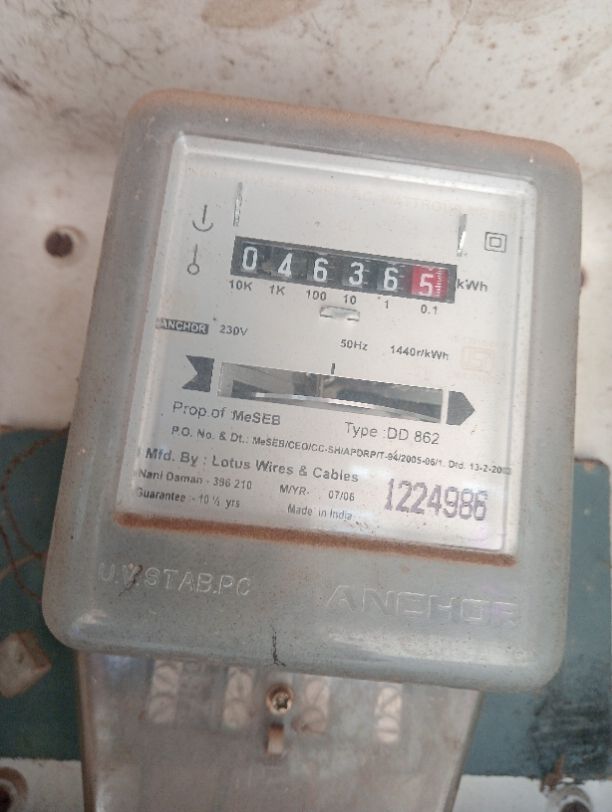 0 4 6 3 6 5 kWh
10K 1K 100 10 1 0.1
ANCHOR 230V
50Hz 1440r/kWh
Prop.of :MeSEB
Type :DD 862
P.O. No. & Dt.: MeSEB/CEO/CC-SH/APDRP/T-94/2005-06/1. Dtd. 13-2-
Mfd. By : Lotus Wires & Cables
Nani Daman - 396 210 M/YR- 07/06
1224986
Guarantee :- 10 ½ yrs Made in India
U.V.STAB.PC ANCHOR